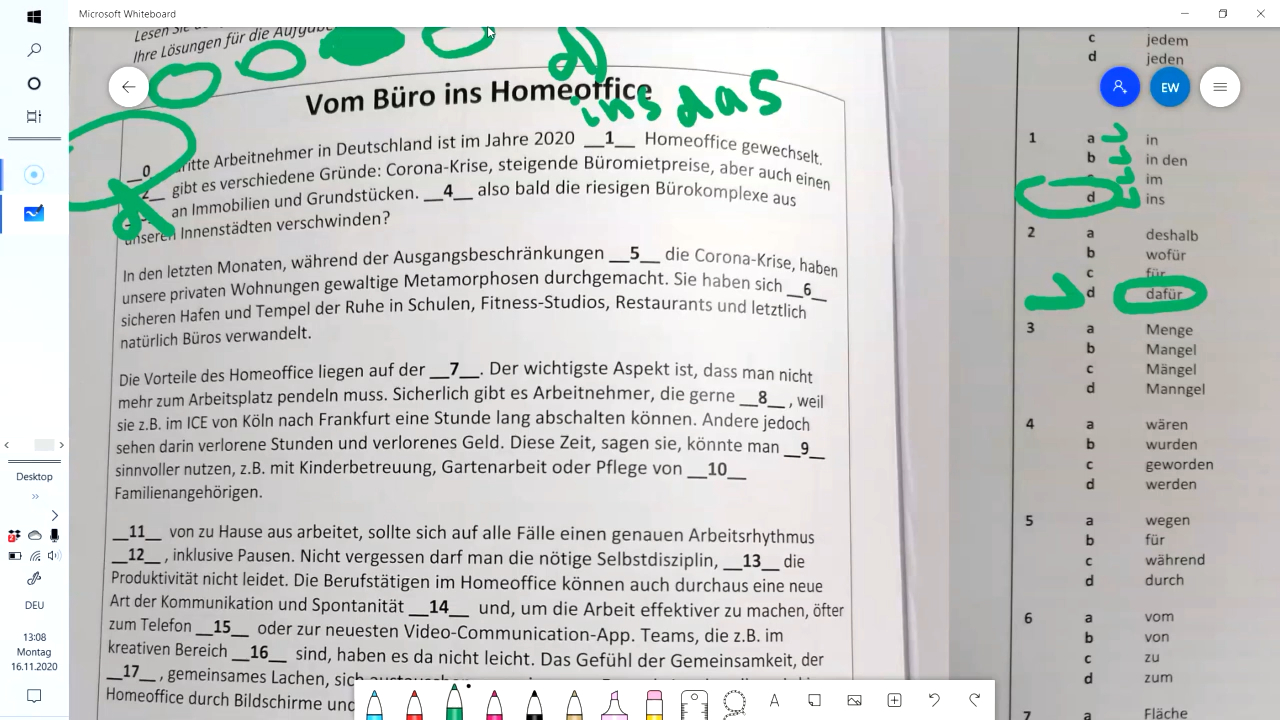 Microsoft Whiteboard
Lesen Sie
Ihre Lösungen für die Aufgabe
d)
ins das
Vom Büro ins Homeoffice
__0 ritte Arbeitnehmer in Deutschland ist im Jahre 2020 __1__ Homeoffice gewechselt.
2__ gibt es verschiedene Gründe: Corona-Krise, steigende Büromietpreise, aber auch einen
an Immobilien und Grundstücken. __4__ also bald die riesigen Bürokomplexe aus
unseren Innenstädten verschwinden?
In den letzten Monaten, während der Ausgangsbeschränkungen __5__ die Corona-Krise, haben
unsere privaten Wohnungen gewaltige Metamorphosen durchgemacht. Sie haben sich __6__
sicheren Hafen und Tempel der Ruhe in Schulen, Fitness-Studios, Restaurants und letztlich
natürlich Büros verwandelt.
Die Vorteile des Homeoffice liegen auf der __7__. Der wichtigste Aspekt ist, dass man nicht
mehr zum Arbeitsplatz pendeln muss. Sicherlich gibt es Arbeitnehmer, die gerne __8__, weil
sie z.B. im ICE von Köln nach Frankfurt eine Stunde lang abschalten können. Andere jedoch
sehen darin verlorene Stunden und verlorenes Geld. Diese Zeit, sagen sie, könnte man __9__
sinnvoller nutzen, z.B. mit Kinderbetreuung, Gartenarbeit oder Pflege von __10__
Familienangehörigen.
__11__ von zu Hause aus arbeitet, sollte sich auf alle Fälle einen genauen Arbeitsrhythmus
__12__, inklusive Pausen. Nicht vergessen darf man die nötige Selbstdisziplin, __13__ die
Produktivität nicht leidet. Die Berufstätigen im Homeoffice können auch durchaus eine neue
Art der Kommunikation und Spontanität __14__ und, um die Arbeit effektiver zu machen, öfter
zum Telefon __15__ oder zur neuesten Video-Communication-App. Teams, die z.B. im
kreativen Bereich __16__ sind, haben es da nicht leicht. Das Gefühl der Gemeinsamkeit, der
__17__, gemeinsames Lachen, sich
Homeoffice durch Bildschirme und
c jedem
d jeden
EW
1 a in
b in den
c im
d ins
2 a deshalb
b wofür
c für
d dafür
3 a Menge
b Mangel
c Mängel
d Manngel
4 a wären
b wurden
c geworden
d werden
5 a wegen
b für
c während
d durch
6 a vom
b von
c zu
d zum
7 a Fläche
Desktop
DEU
13:08
Montag
16.11.2020